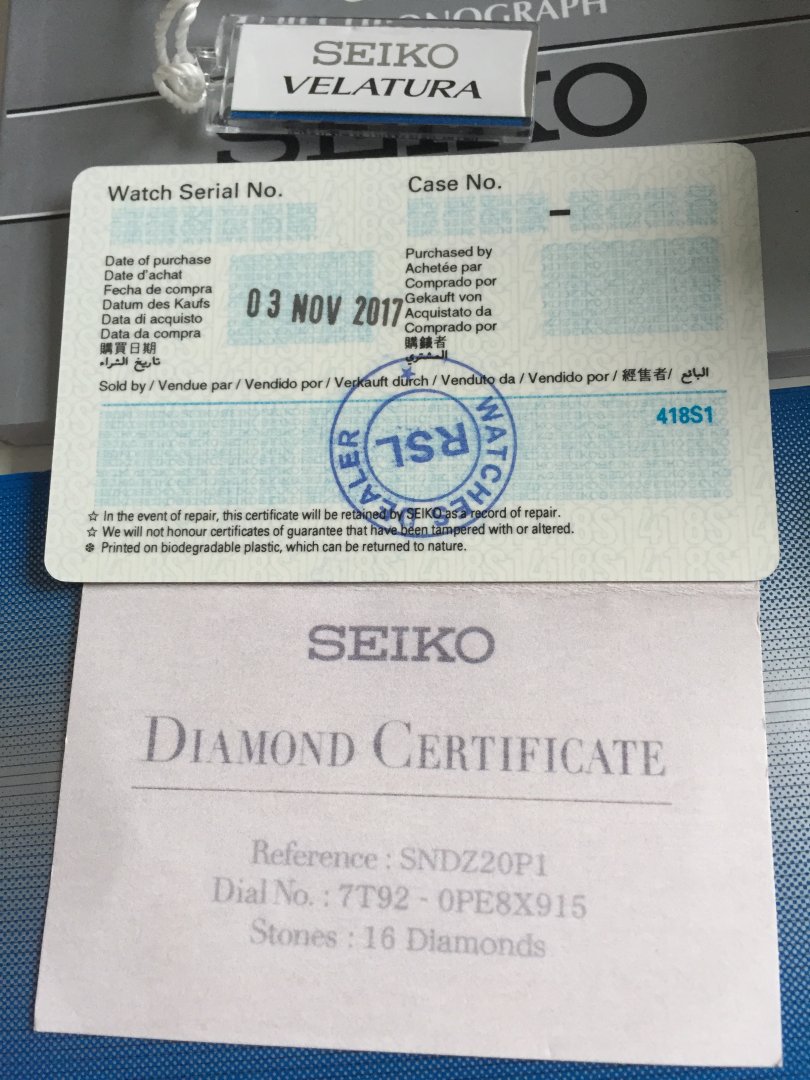 CHRONOGRAPH
SEIKO
VELATURA
SEIKO
Watch Serial No.
Case No.
-
Date of purchase
Date d'achat
Fecha de compra
Datum des Kaufs
Data di acquisto
Data da compra
購買日期
تاريخ الشراء
03 NOV 2017
Purchased by
Achetée par
Comprado por
Gekauft von
Acquistato da
Comprado por
購錶者
المشتري
Sold by / Vendue par / Vendido por / Verkauft durch / Venduto da / Vendido por / 經售者/ البائع
418S1
WATCHES DEALER
RSL
☆ In the event of repair, this certificate will be retained by SEIKO as a record of repair.
☆ We will not honour certificates of guarantee that have been tampered with or altered.
❆ Printed on biodegradable plastic, which can be returned to nature.
SEIKO
DIAMOND CERTIFICATE
Reference : SNDZ20P1
Dial No. : 7T92 - 0PE8X915
Stones : 16 Diamonds